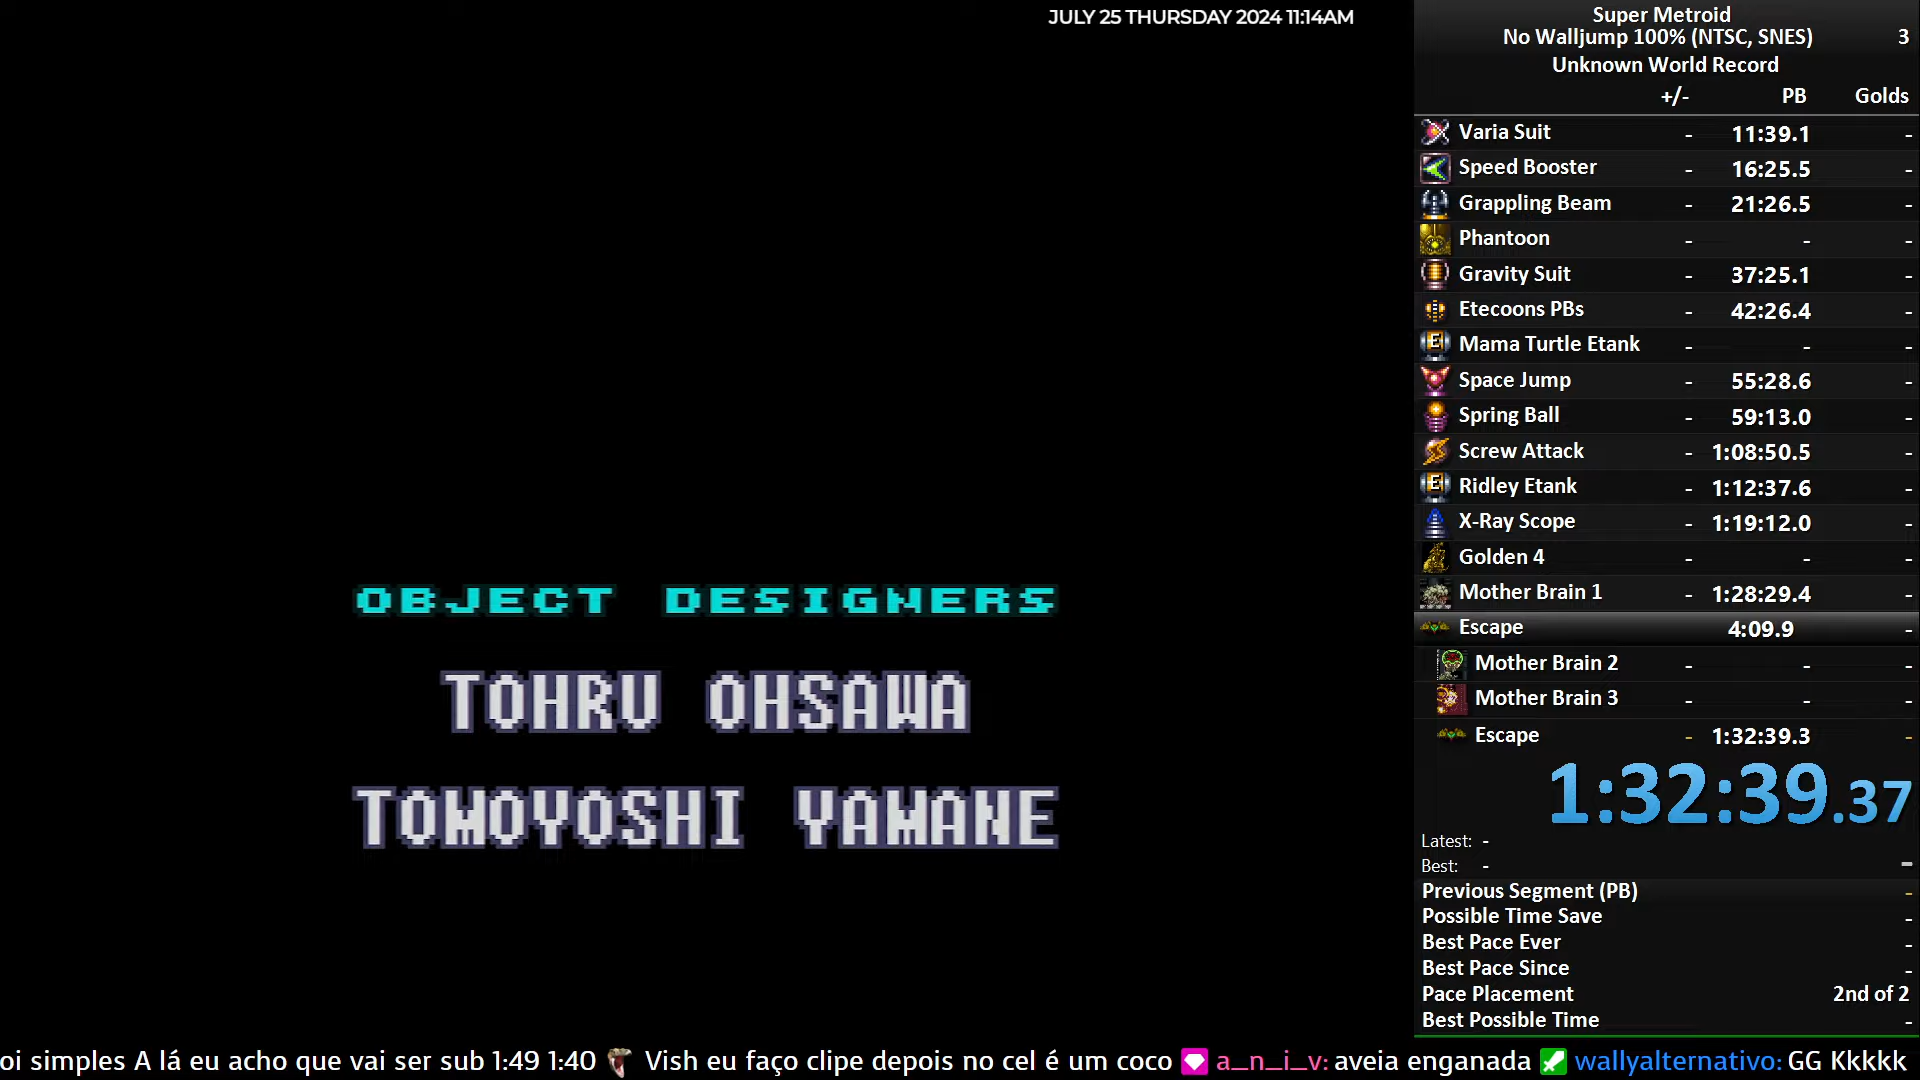 JULY 25 THURSDAY 2024 11:14AM
OBJECT DESIGNERS
TOHRU OHSAWA
TOMOYOSHI YAMANE
Super Metroid
No Walljump 100% (NTSC, SNES) 3
Unknown World Record
+/- PB Golds
Varia Suit - 11:39.1 -
Speed Booster - 16:25.5 -
Grappling Beam - 21:26.5 -
Phantoon - - -
Gravity Suit - 37:25.1 -
Etecoons PBs - 42:26.4 -
Mama Turtle Etank - - -
Space Jump - 55:28.6 -
Spring Ball - 59:13.0 -
Screw Attack - 1:08:50.5 -
Ridley Etank - 1:12:37.6 -
X-Ray Scope - 1:19:12.0 -
Golden 4 - - -
Mother Brain 1 - 1:28:29.4 -
Escape 4:09.9 -
Mother Brain 2 - - -
Mother Brain 3 - - -
Escape - 1:32:39.3 -
1:32:39.37
Latest: -
Best: - -
Previous Segment (PB) -
Possible Time Save -
Best Pace Ever -
Best Pace Since -
Pace Placement 2nd of 2
Best Possible Time -
oi simples A lá eu acho que vai ser sub 1:49 1:40 Vish eu faço clipe depois no cel é um coco a_n_i_v: aveia enganada wallyalternativo: GG Kkkkk